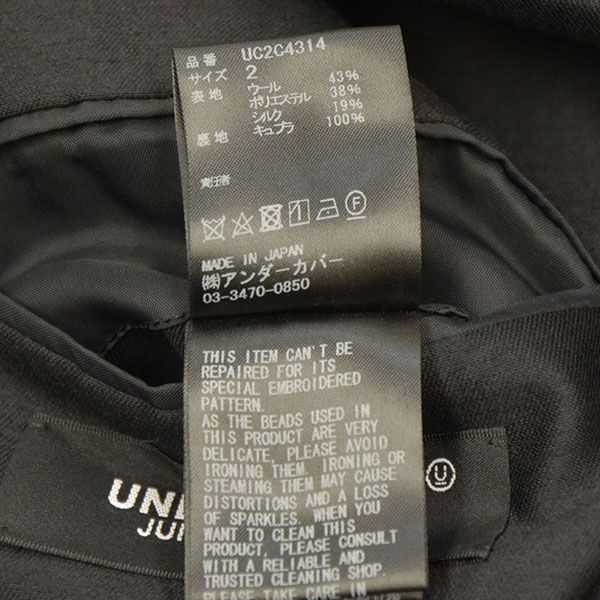 品番 UC2C4314
サイズ 2
表地 ウール 43%
ポリエステル 38%
シルク 19%
裏地 キュプラ 100%
責任者
MADE IN JAPAN
㈱アンダーカバー
03-3470-0850
THIS ITEM CAN'T BE
REPAIRED FOR ITS
SPECIAL EMBROIDERED
PATTERN.
AS THE BEADS USED IN
THIS PRODUCT ARE VERY
DELICATE, PLEASE AVOID
IRONING THEM. IRONING OR
STEAMING THEM MAY CAUSE
DISTORTIONS AND A LOSS
OF SPARKLES. WHEN YOU
WANT TO CLEAN THIS
PRODUCT, PLEASE CONSULT
WITH A RELIABLE AND
TRUSTED CLEANING SHOP.
PLEASE TAKE CARE IN
U